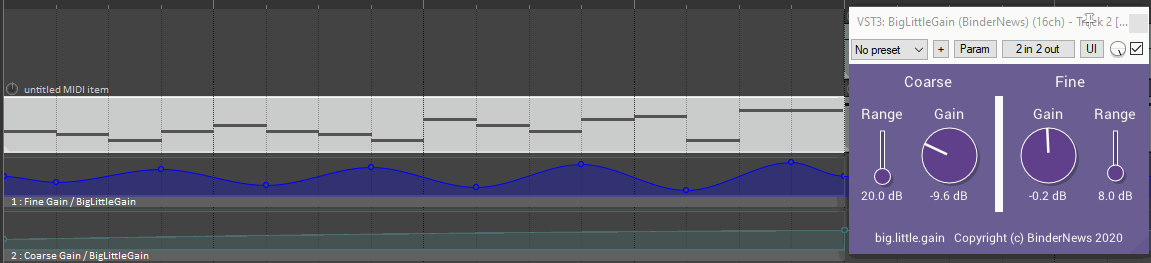 VST3: BigLittleGain (BinderNews) (16ch) - Track 2 [...
No preset + Param 2 in 2 out UI
untitled MIDI item
Coarse Fine
Range Gain Gain Range
20.0 dB -9.6 dB -0.2 dB 8.0 dB
1 : Fine Gain / BigLittleGain
big.little.gain Copyright (c) BinderNews 2020
2 : Coarse Gain / BigLittleGain